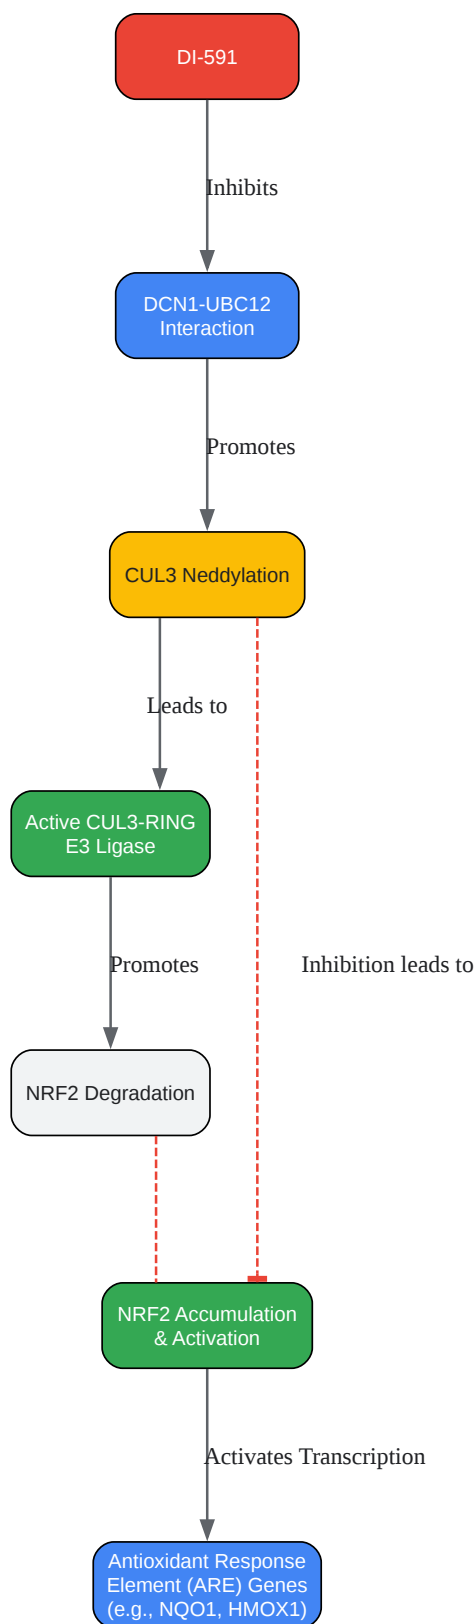 DI-591
Inhibits
DCN1-UBC12
Interaction
Promotes
CUL3 Neddylation
Leads to
Active CUL3-RING
E3 Ligase
Promotes
Inhibition leads to
NRF2 Degradation
NRF2 Accumulation
& Activation
Activates Transcription
Antioxidant Response
Element (ARE) Genes
(e.g., NQO1, HMOX1)